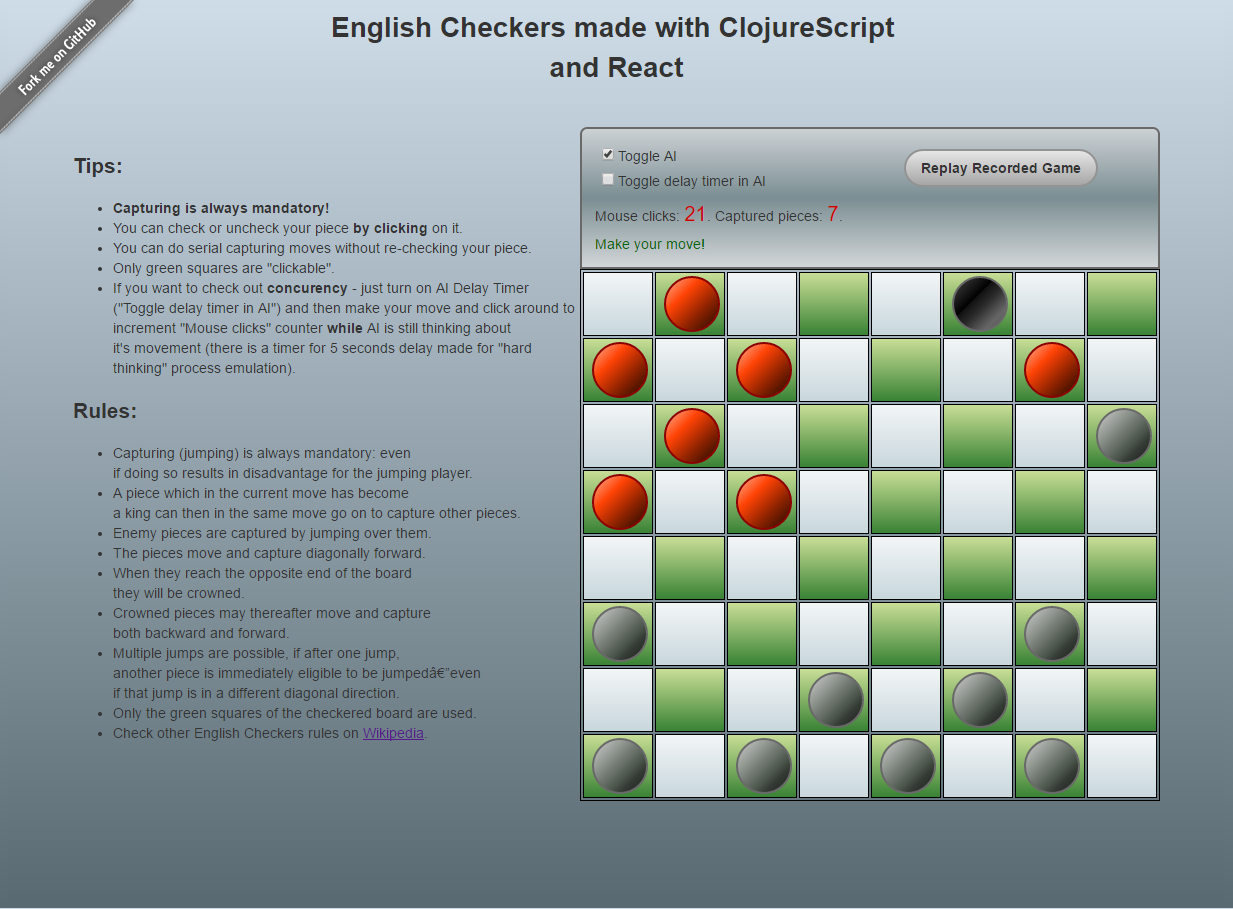 Fork me on GitHub
English Checkers made with ClojureScript
and React
Tips:
Capturing is always mandatory!
You can check or uncheck your piece by clicking on it.
You can do serial capturing moves without re-checking your piece.
Only green squares are "clickable".
If you want to check out concurency - just turn on AI Delay Timer
("Toggle delay timer in AI") and then make your move and click around to
increment "Mouse clicks" counter while AI is still thinking about
it's movement (there is a timer for 5 seconds delay made for "hard
thinking" process emulation).
Rules:
Capturing (jumping) is always mandatory: even
if doing so results in disadvantage for the jumping player.
A piece which in the current move has become
a king can then in the same move go on to capture other pieces.
Enemy pieces are captured by jumping over them.
The pieces move and capture diagonally forward.
When they reach the opposite end of the board
they will be crowned.
Crowned pieces may thereafter move and capture
both backward and forward.
Multiple jumps are possible, if after one jump,
another piece is immediately eligible to be jumpedâ€"even
if that jump is in a different diagonal direction.
Only the green squares of the checkered board are used.
Check other English Checkers rules on Wikipedia.
Toggle AI
Toggle delay timer in AI
Replay Recorded Game
Mouse clicks: 21. Captured pieces: 7.
Make your move!